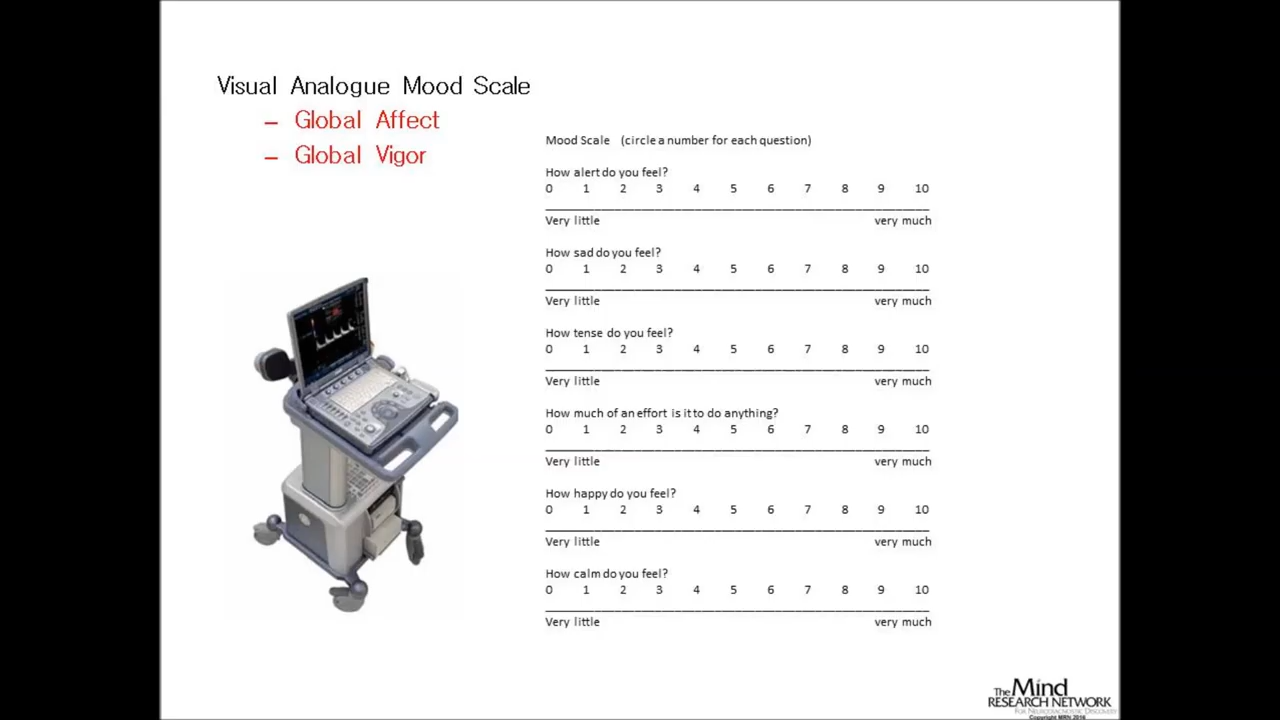 Visual Analogue Mood Scale
– Global Affect
– Global Vigor
Mood Scale (circle a number for each question)
How alert do you feel?
0 1 2 3 4 5 6 7 8 9 10
Very little very much
How sad do you feel?
0 1 2 3 4 5 6 7 8 9 10
Very little very much
How tense do you feel?
0 1 2 3 4 5 6 7 8 9 10
Very little very much
How much of an effort is it to do anything?
0 1 2 3 4 5 6 7 8 9 10
Very little very much
How happy do you feel?
0 1 2 3 4 5 6 7 8 9 10
Very little very much
How calm do you feel?
0 1 2 3 4 5 6 7 8 9 10
Very little very much
The Mind
RESEARCH NETWORK
FOR NEURODIAGNOSTIC DISCOVERY
Copyright MRN 2016